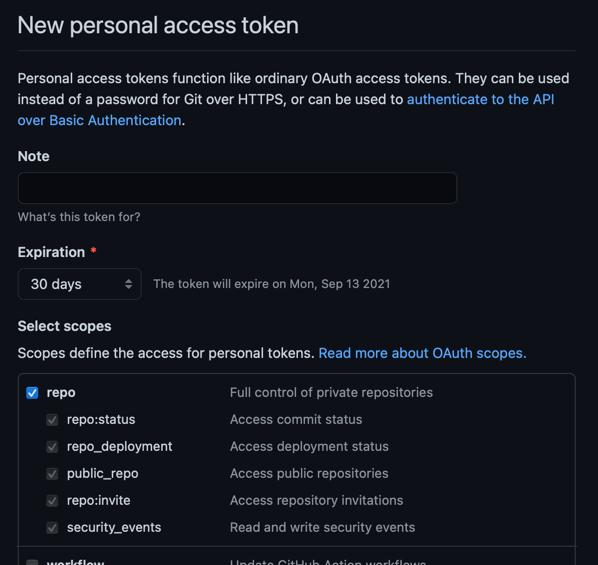 New personal access token
Personal access tokens function like ordinary OAuth access tokens. They can be used
instead of a password for Git over HTTPS, or can be used to authenticate to the API
over Basic Authentication.
Note
What's this token for?
Expiration *
30 days The token will expire on Mon, Sep 13 2021
Select scopes
Scopes define the access for personal tokens. Read more about OAuth scopes.
repo Full control of private repositories
repo:status Access commit status
repo_deployment Access deployment status
public_repo Access public repositories
repo:invite Access repository invitations
security_events Read and write security events
workflow Update GitHub Action workflows